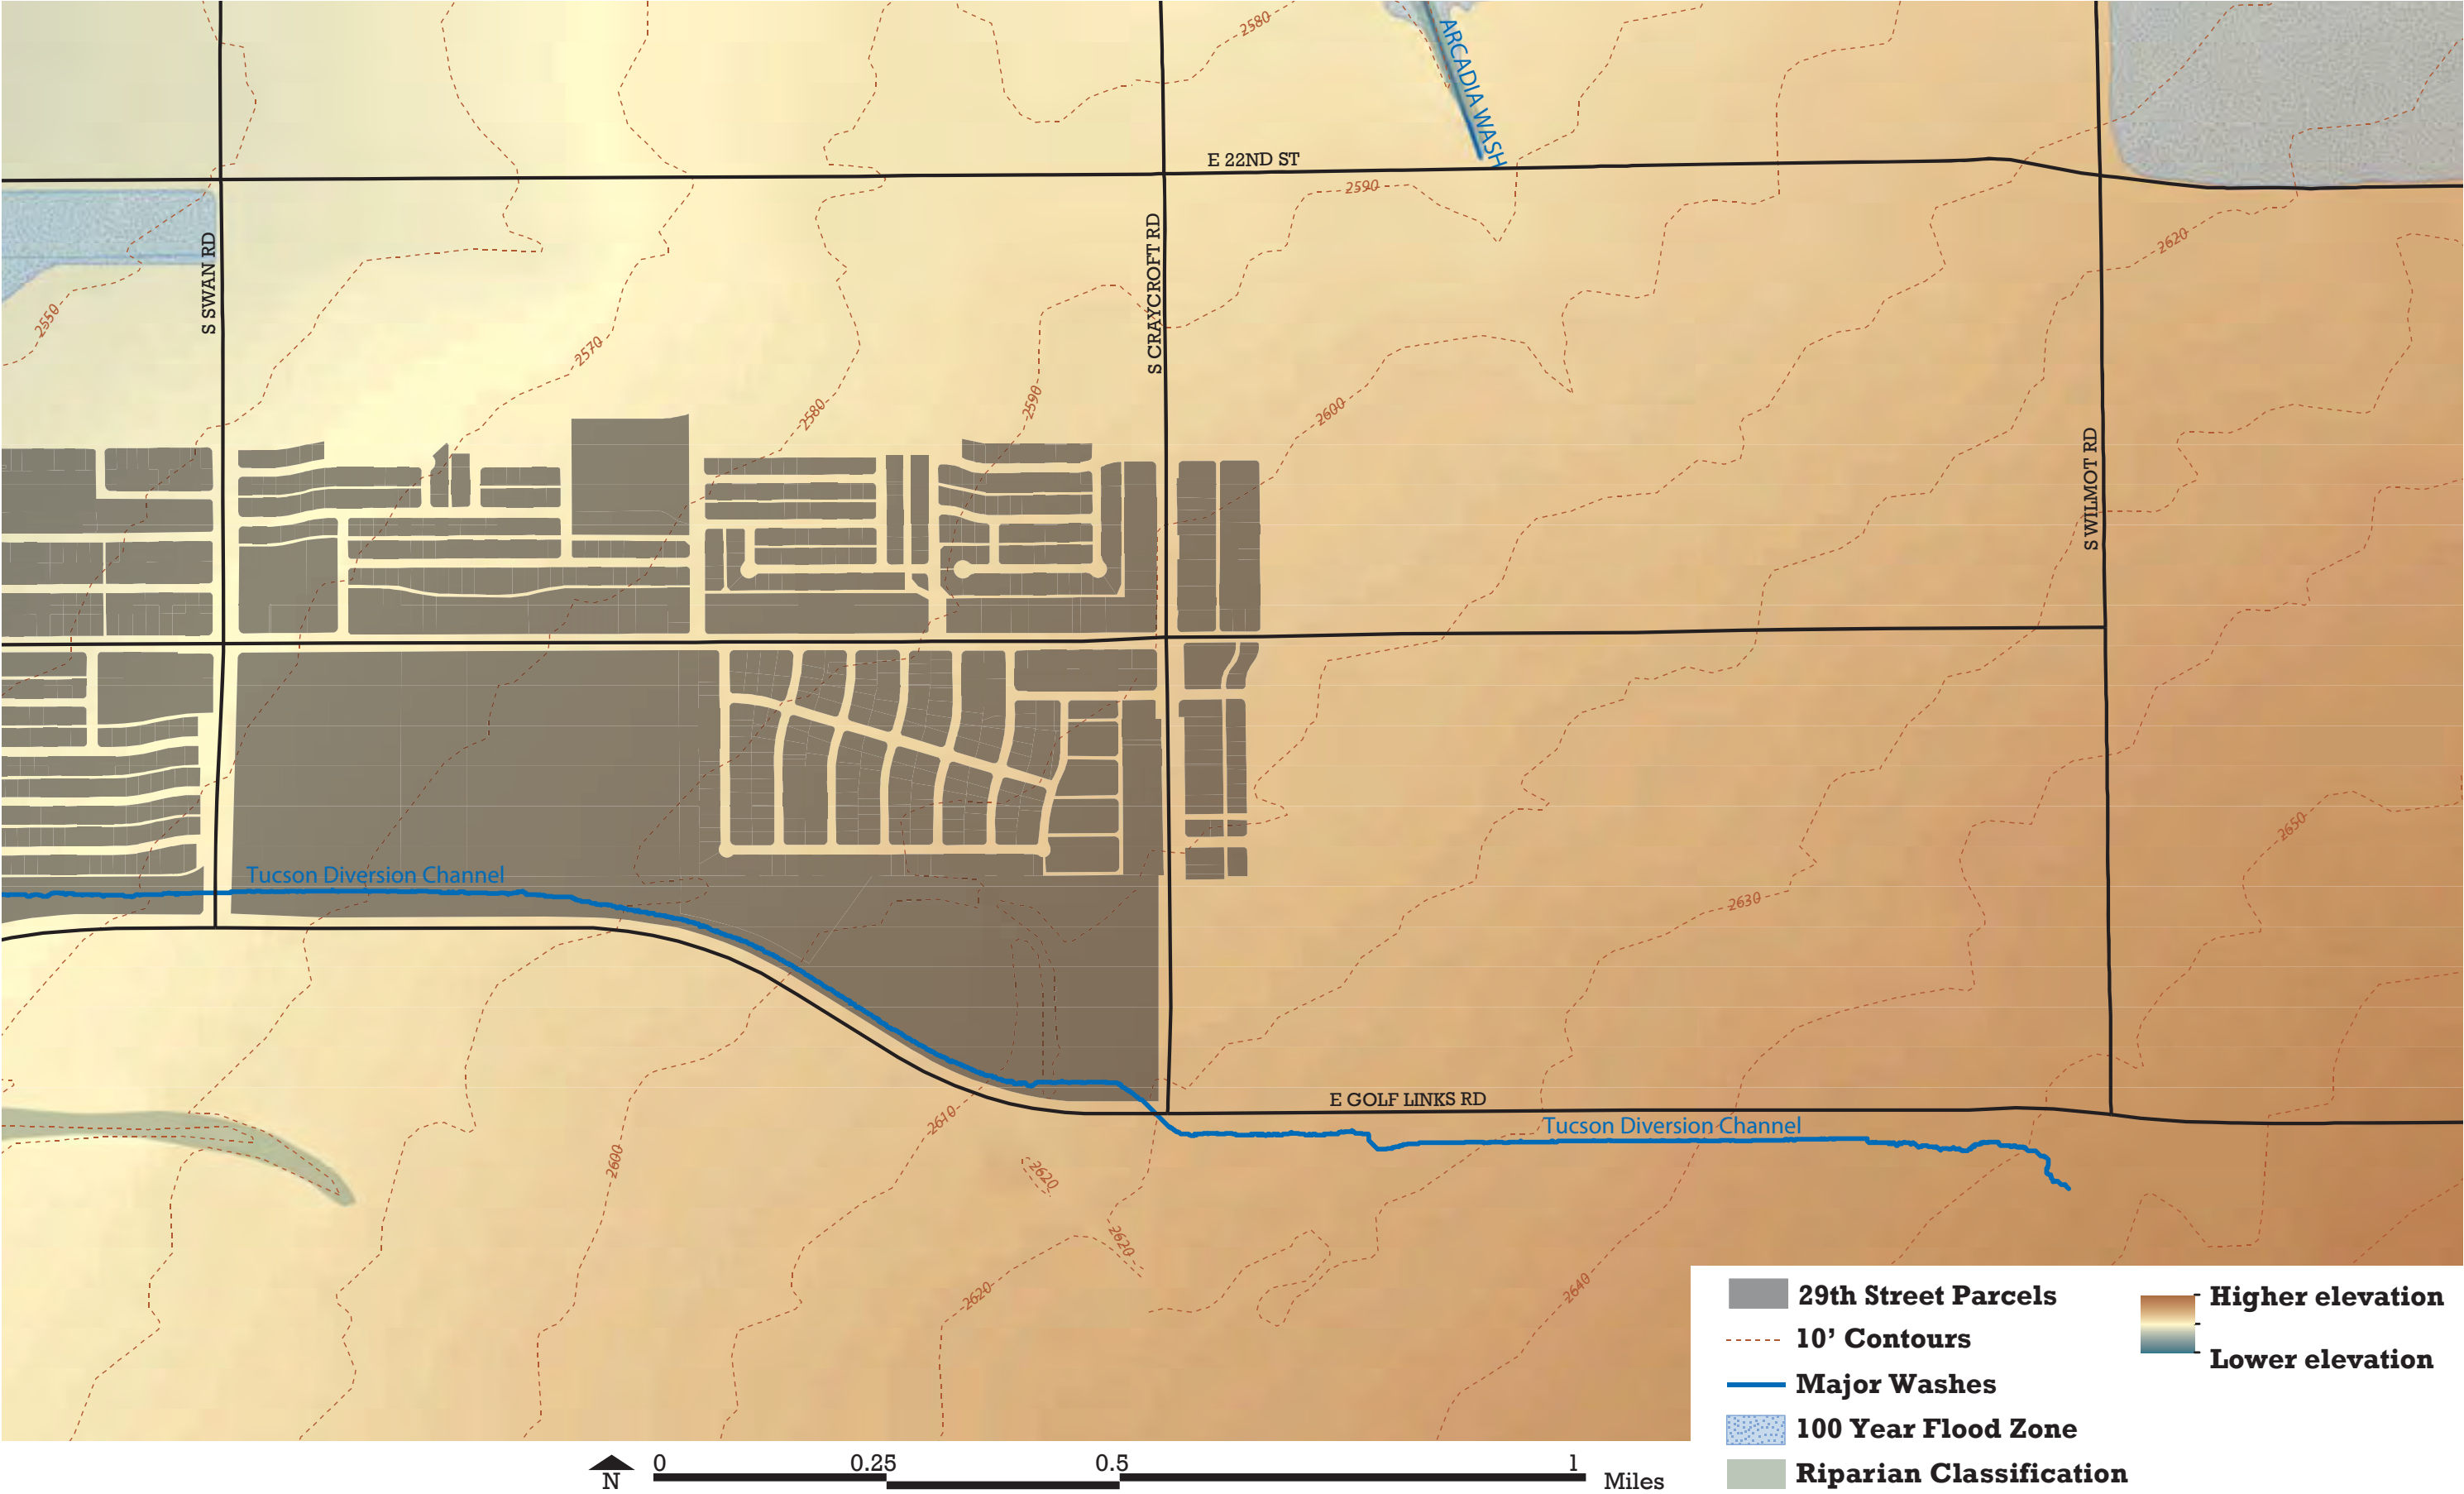 2580
ARCADIA WASH
E 22ND ST
2590
S SWAN RD
S CRAYCROFT RD
2620
2550
2570
2580
2590
2600
S WILMOT RD
2650
Tucson Diversion Channel
2630
E GOLF LINKS RD
2610
Tucson Diversion Channel
2600
2620
2620
2620
2640
29th Street Parcels
10’ Contours
Major Washes
100 Year Flood Zone
Riparian Classification
Higher elevation
Lower elevation
N
0 0.25 0.5 1
Miles